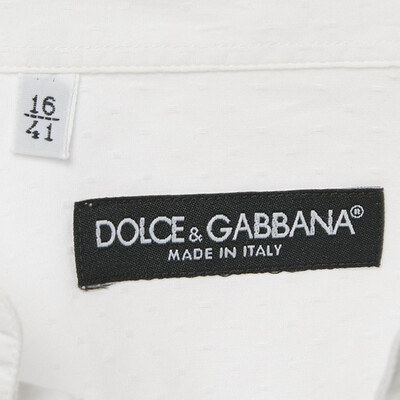 16
41
DOLCE & GABBANA®
MADE IN ITALY